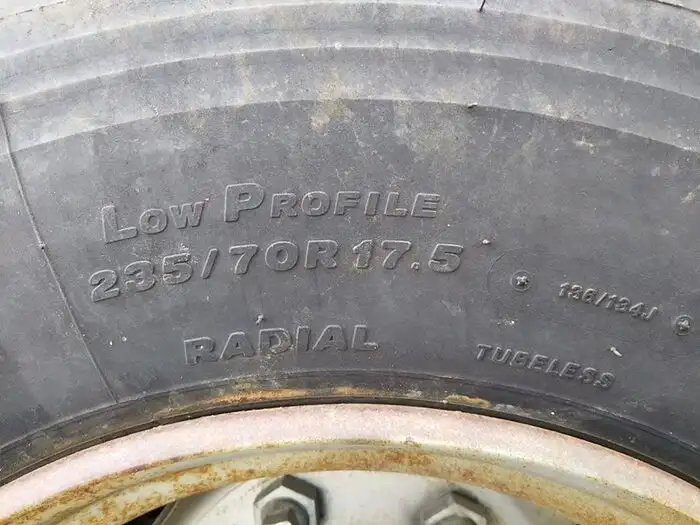 LOW PROFILE
235/70R17.5
136/134J
RADIAL
TUBELESS